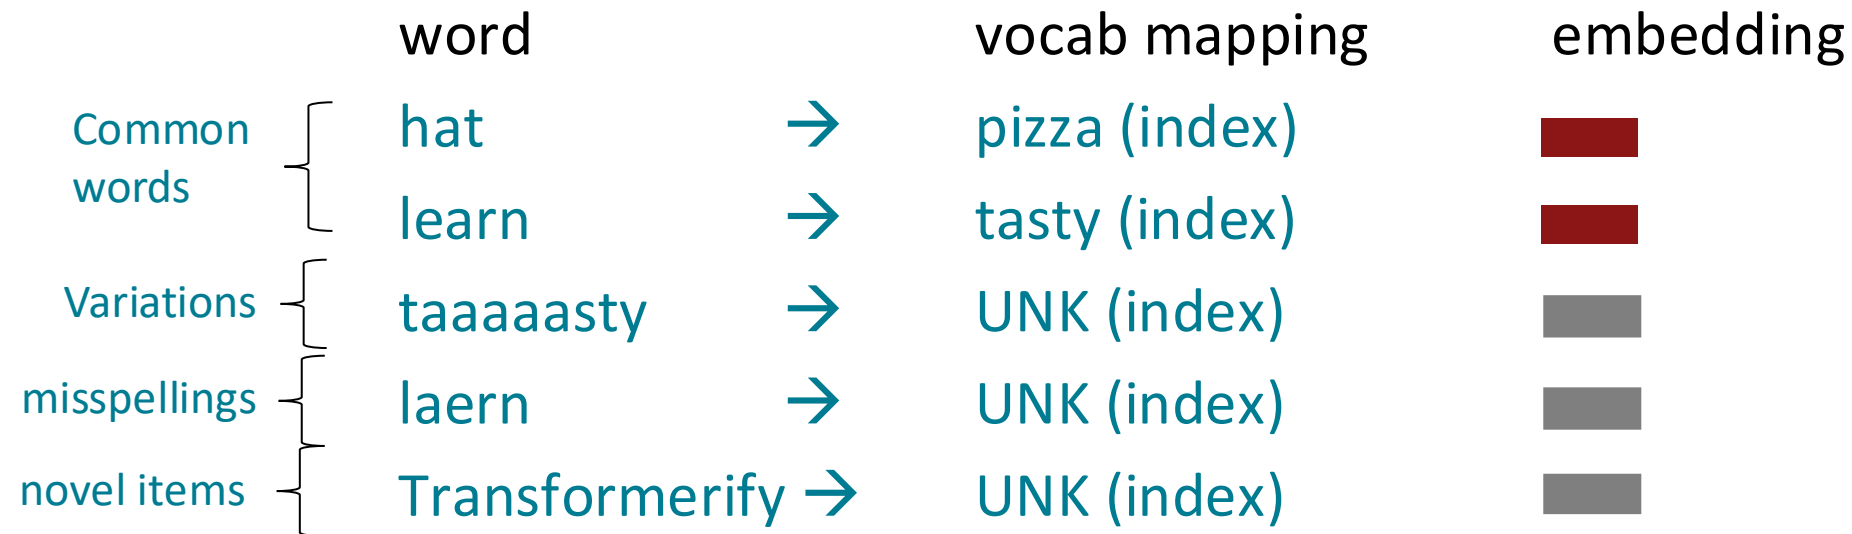 word vocab mapping embedding
Common
words
hat → pizza (index)
learn → tasty (index)
Variations taaaaasty → UNK (index)
misspellings laern → UNK (index)
novel items Transformerify → UNK (index)